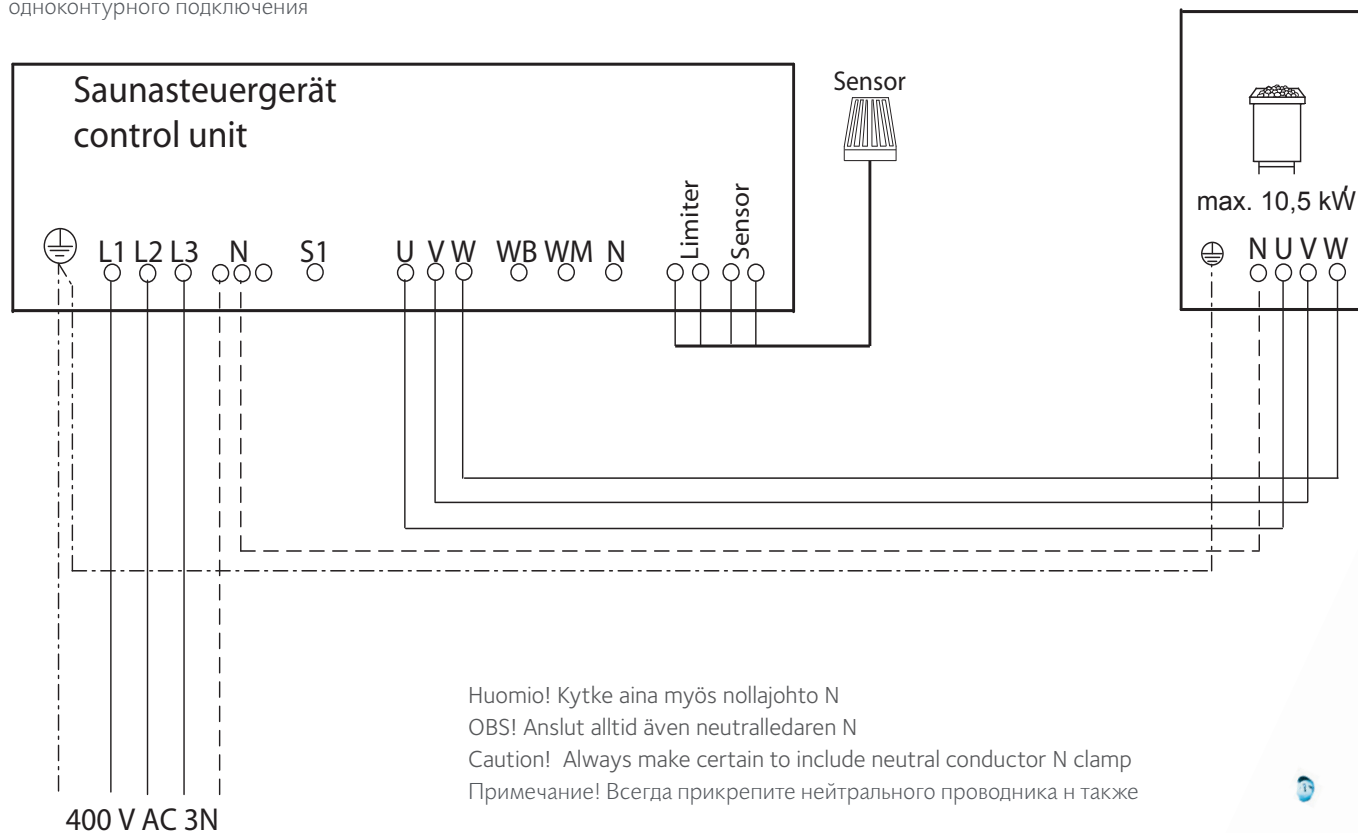 одноконтурного подключения
Saunasteuergerät
control unit
Sensor
max. 10,5 kW
Limiter
Sensor
L1 L2 L3 N S1 U V W WB WM N
N U V W
Huomio! Kytke aina myös nollajohto N
OBS! Anslut alltid även neutralledaren N
Caution! Always make certain to include neutral conductor N clamp
Примечание! Всегда прикрепите нейтрального проводника н также
400 V AC 3N